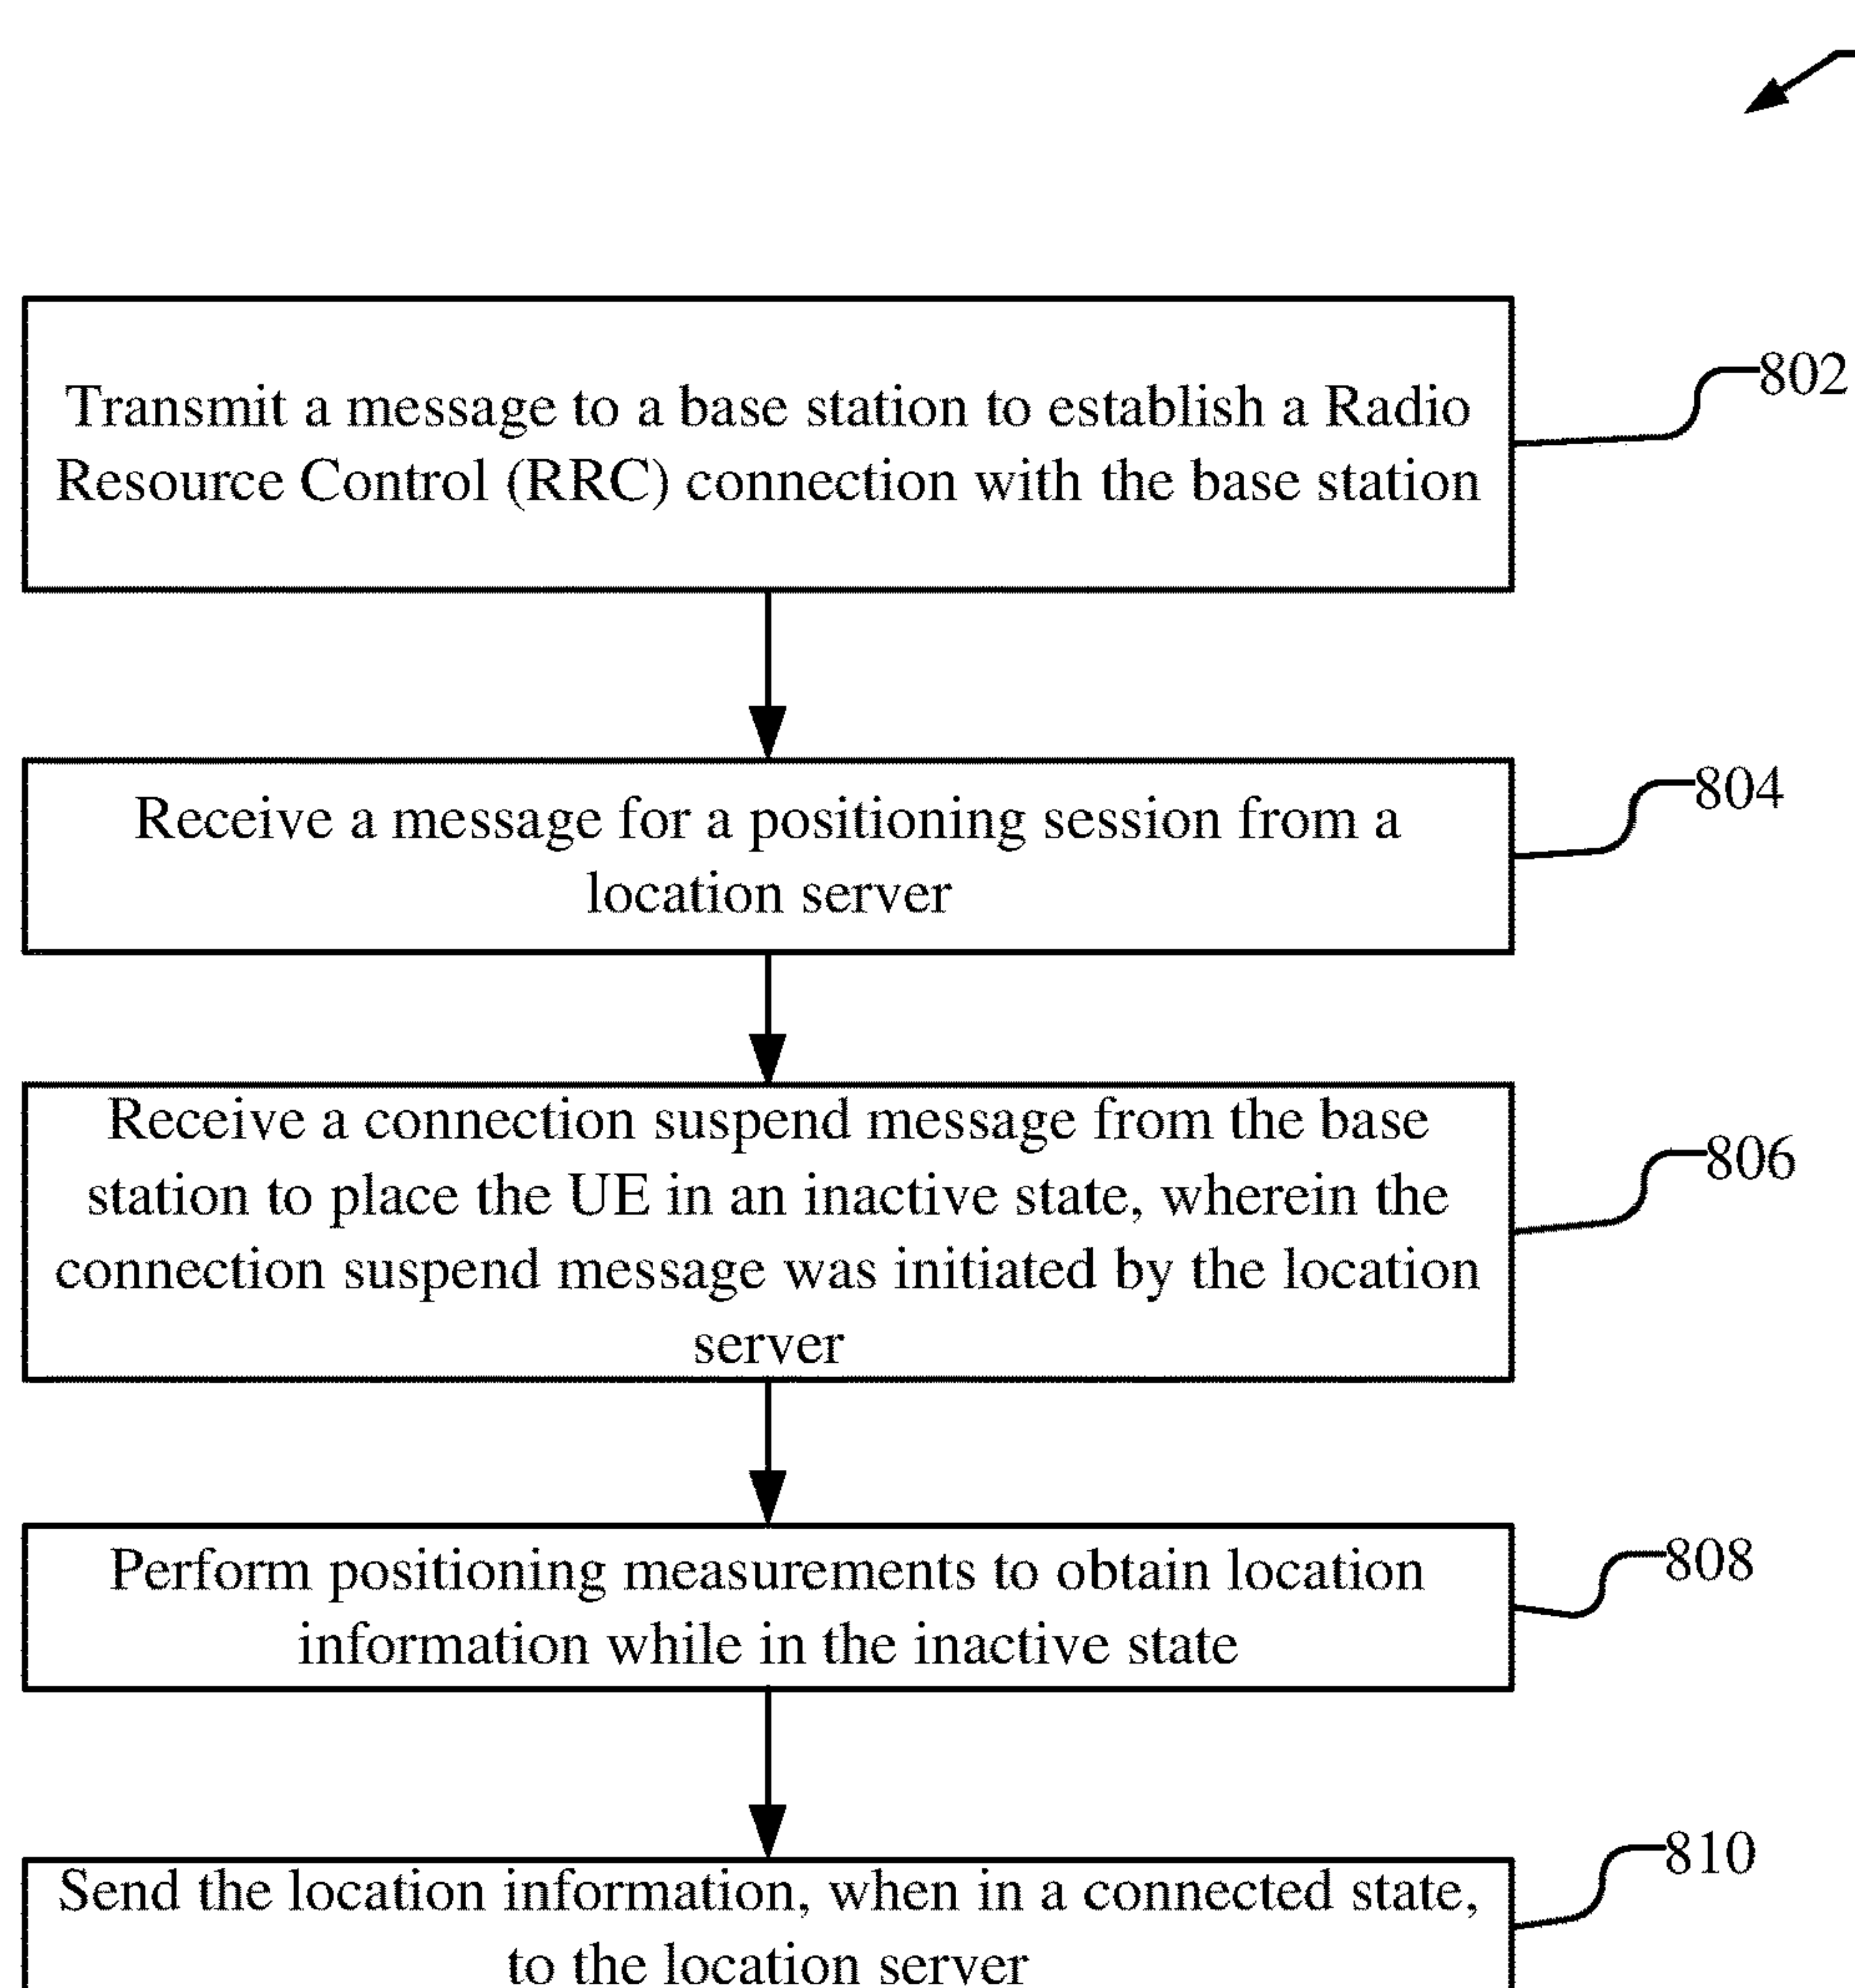 Transmit a message to a base station to establish a Radio
Resource Control (RRC) connection with the base station
802
Receive a message for a positioning session from a
location server
804
Receive a connection suspend message from the base
station to place the UE in an inactive state, wherein the
connection suspend message was initiated by the location
server
806
Perform positioning measurements to obtain location
information while in the inactive state
808
Send the location information, when in a connected state,
to the location server
810